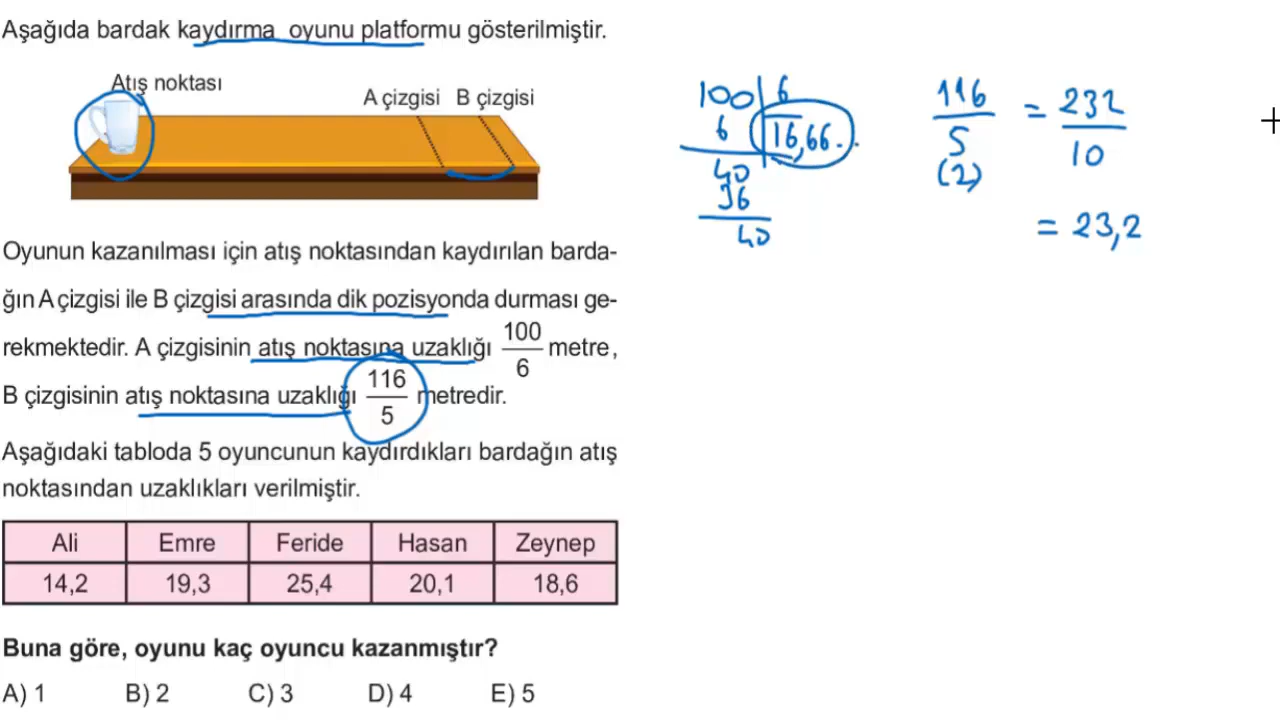 Aşağıda bardak kaydırma oyunu platformu gösterilmiştir.
Atış noktası
A çizgisi B çizgisi
Oyunun kazanılması için atış noktasından kaydırılan barda-
ğın A çizgisi ile B çizgisi arasında dik pozisyonda durması ge-
rekmektedir. A çizgisinin atış noktasına uzaklığı 100/6 metre,
B çizgisinin atış noktasına uzaklığı 116/5 metredir.
Aşağıdaki tabloda 5 oyuncunun kaydırdıkları bardağın atış
noktasından uzaklıkları verilmiştir.
Ali Emre Feride Hasan Zeynep
14,2 19,3 25,4 20,1 18,6
Buna göre, oyunu kaç oyuncu kazanmıştır?
A) 1 B) 2 C) 3 D) 4 E) 5
100 6
6 16,66..
40
36
40
116/5 = 232/10
(2)
= 23,2